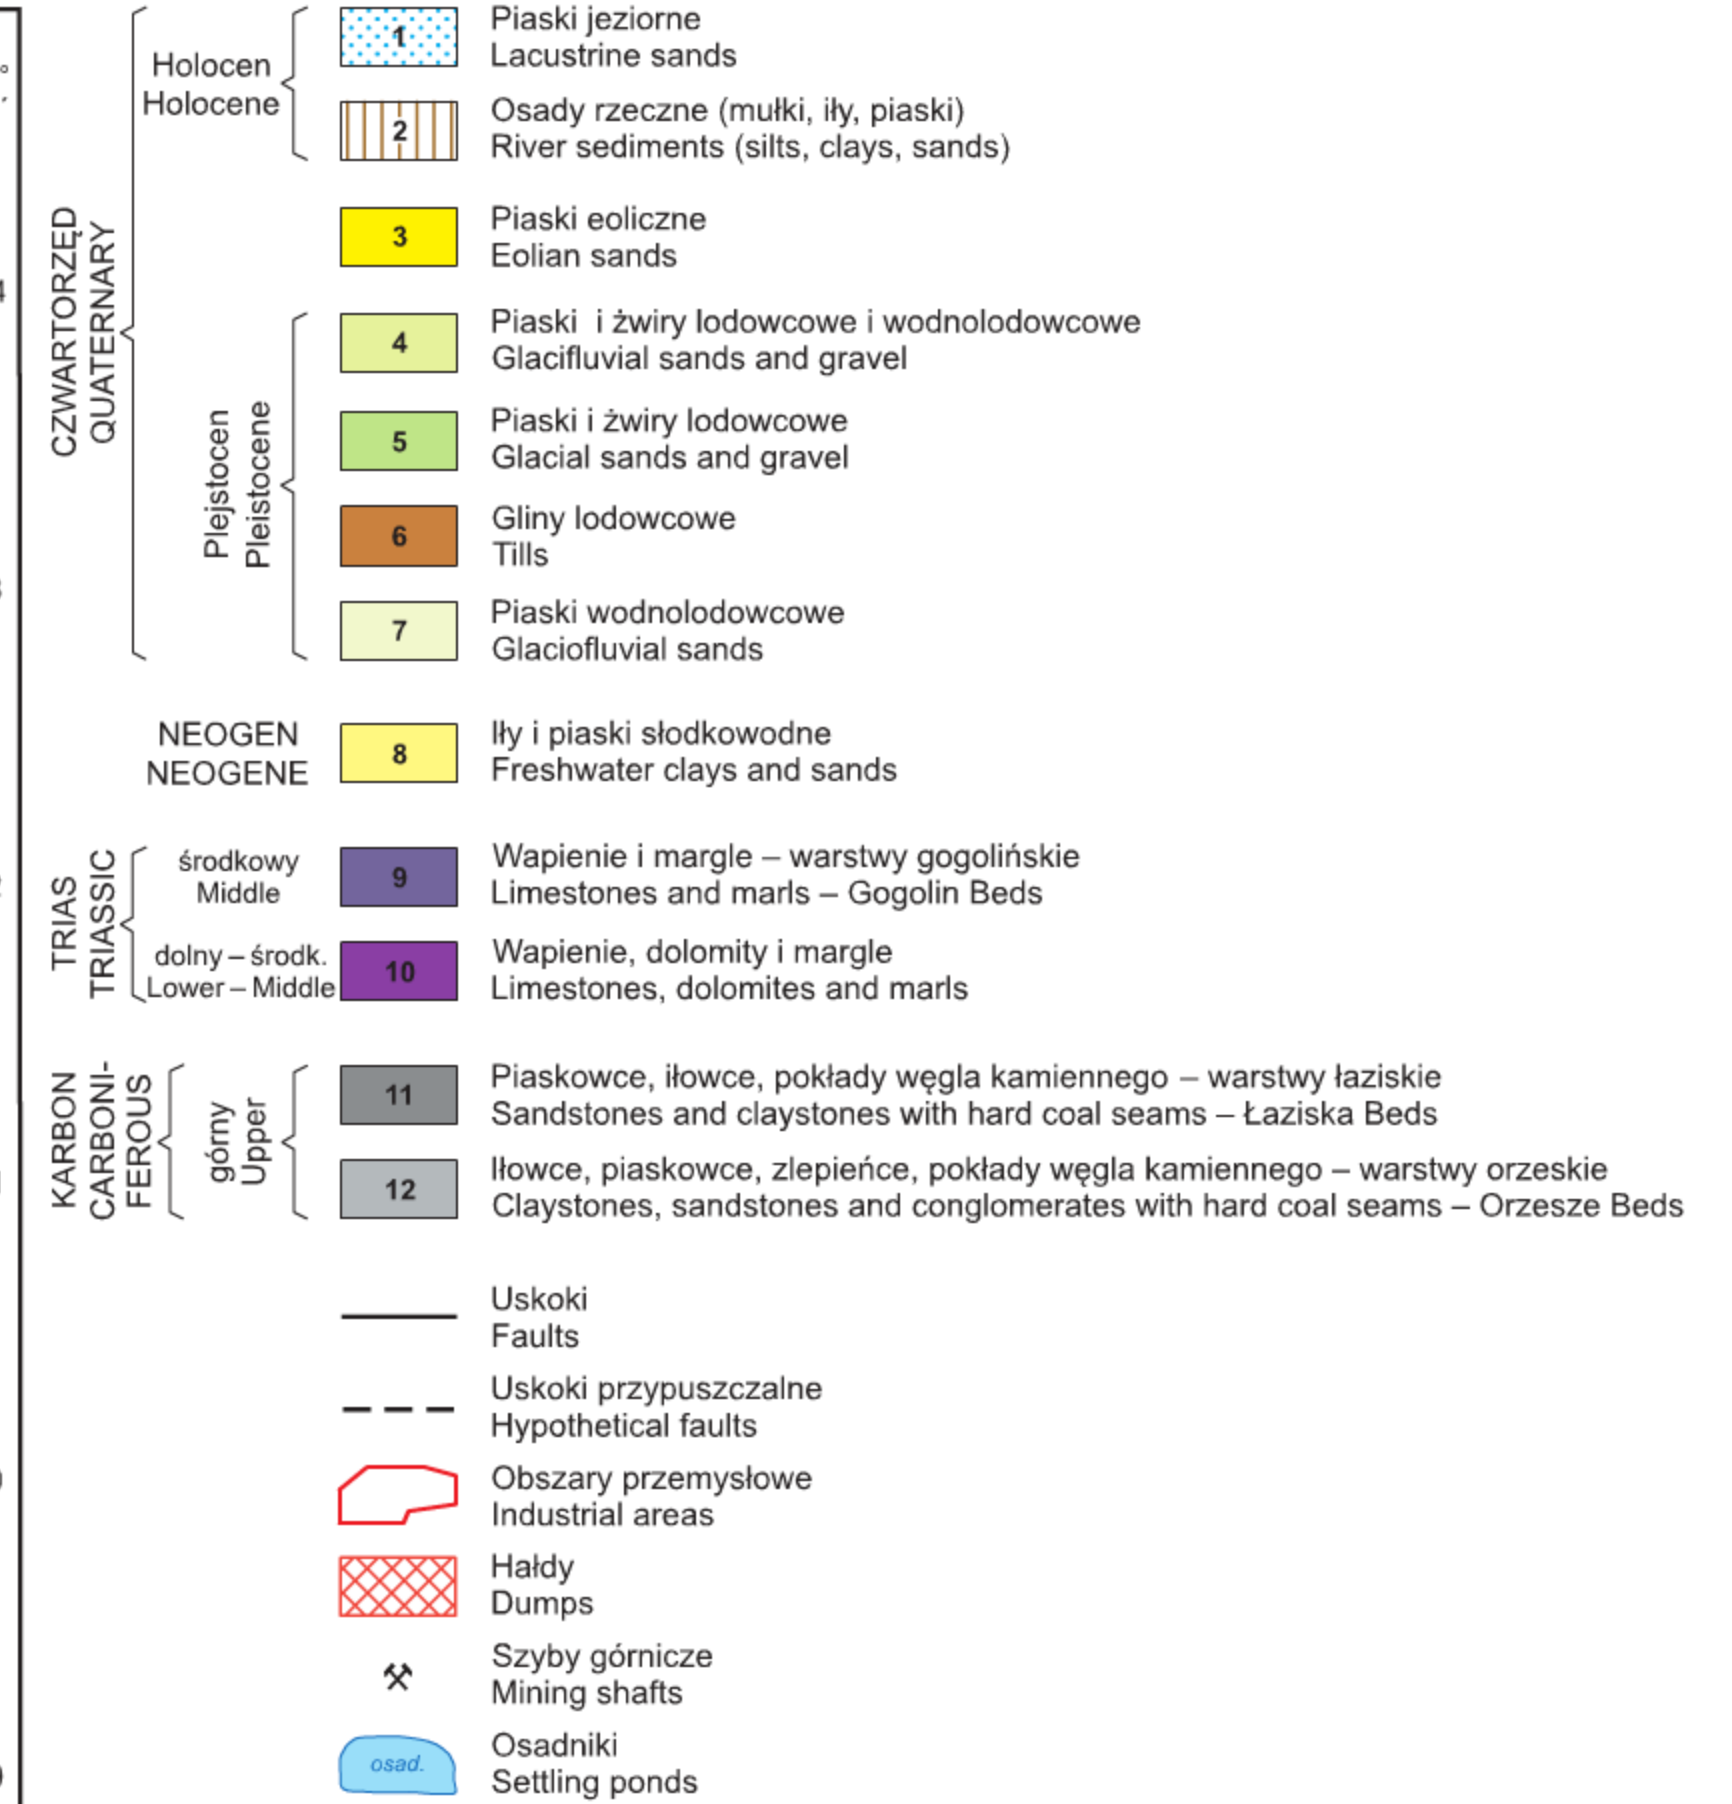 CZWARTORZĘD
QUATERNARY
Holocen
Holocene
1
Piaski jeziorne
Lacustrine sands
2
Osady rzeczne (mułki, iły, piaski)
River sediments (silts, clays, sands)
3
Piaski eoliczne
Eolian sands
Plejstocen
Pleistocene
4
Piaski i żwiry lodowcowe i wodnolodowcowe
Glacifluvial sands and gravel
5
Piaski i żwiry lodowcowe
Glacial sands and gravel
6
Gliny lodowcowe
Tills
7
Piaski wodnolodowcowe
Glaciofluvial sands
NEOGEN
NEOGENE
8
Iły i piaski słodkowodne
Freshwater clays and sands
TRIAS
TRIASSIC
środkowy
Middle
9
Wapienie i margle – warstwy gogolińskie
Limestones and marls – Gogolin Beds
dolny – środk.
Lower – Middle
10
Wapienie, dolomity i margle
Limestones, dolomites and marls
KARBON
CARBONI-
FEROUS
górny
Upper
11
Piaskowce, iłowce, pokłady węgla kamiennego – warstwy łaziskie
Sandstones and claystones with hard coal seams – Łaziska Beds
12
Iłowce, piaskowce, zlepieńce, pokłady węgla kamiennego – warstwy orzeskie
Claystones, sandstones and conglomerates with hard coal seams – Orzesze Beds
Uskoki
Faults
Uskoki przypuszczalne
Hypothetical faults
Obszary przemysłowe
Industrial areas
Hałdy
Dumps
Szyby górnicze
Mining shafts
osad.
Osadniki
Settling ponds